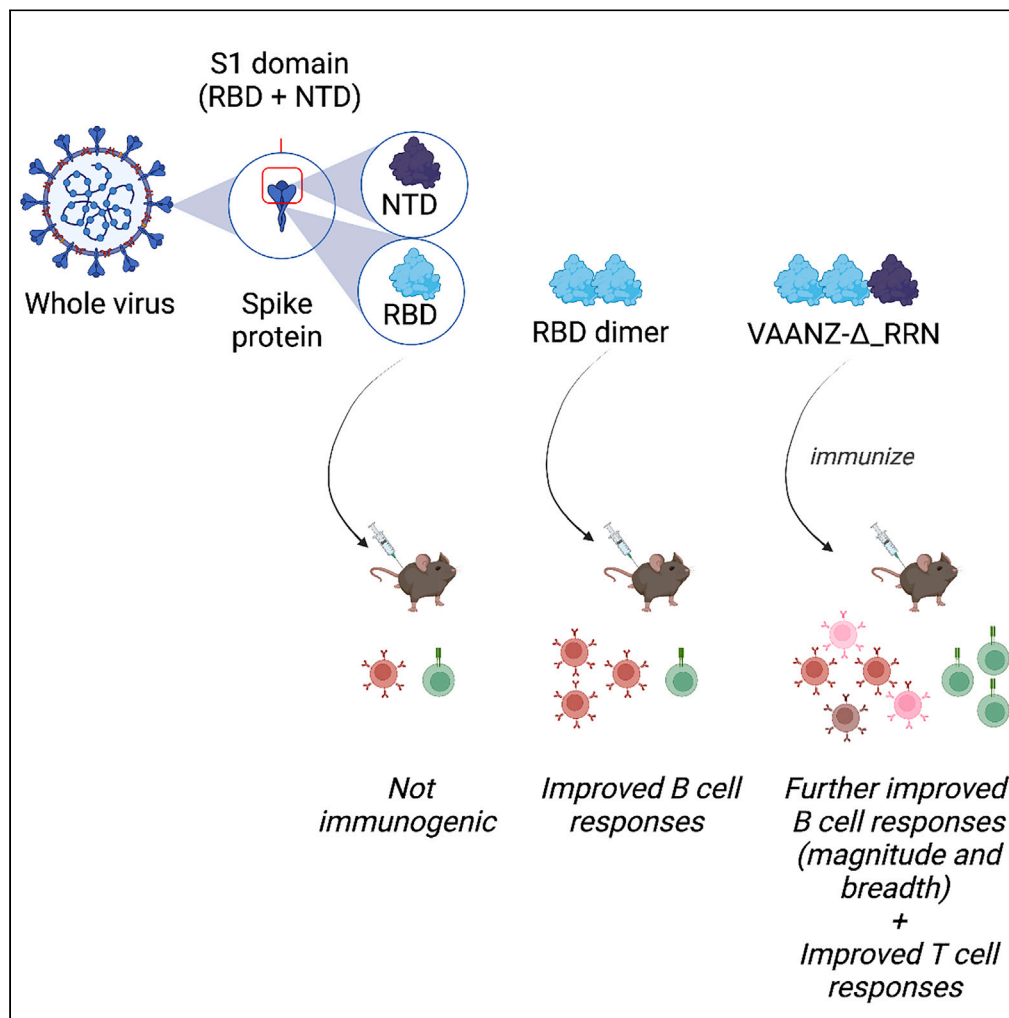 S1 domain
(RBD + NTD)
NTD
RBD
Whole virus
Spike
protein
RBD dimer
VAANZ-Δ_RRN
immunize
Not
immunogenic
Improved B cell
responses
Further improved
B cell responses
(magnitude and
breadth)
+
Improved T cell
responses